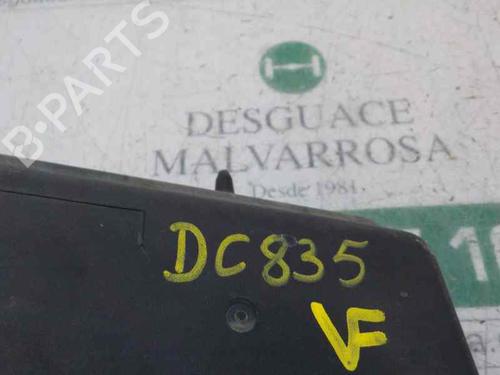 B-PARTS
DESGUACE
MALVARROSA
Desde 1981
DC835
VF